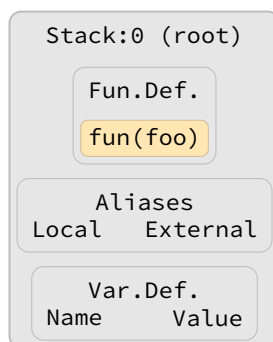 Stack:0 (root)
Fun.Def.
fun(foo)
Aliases
Local External
Var.Def.
Name Value